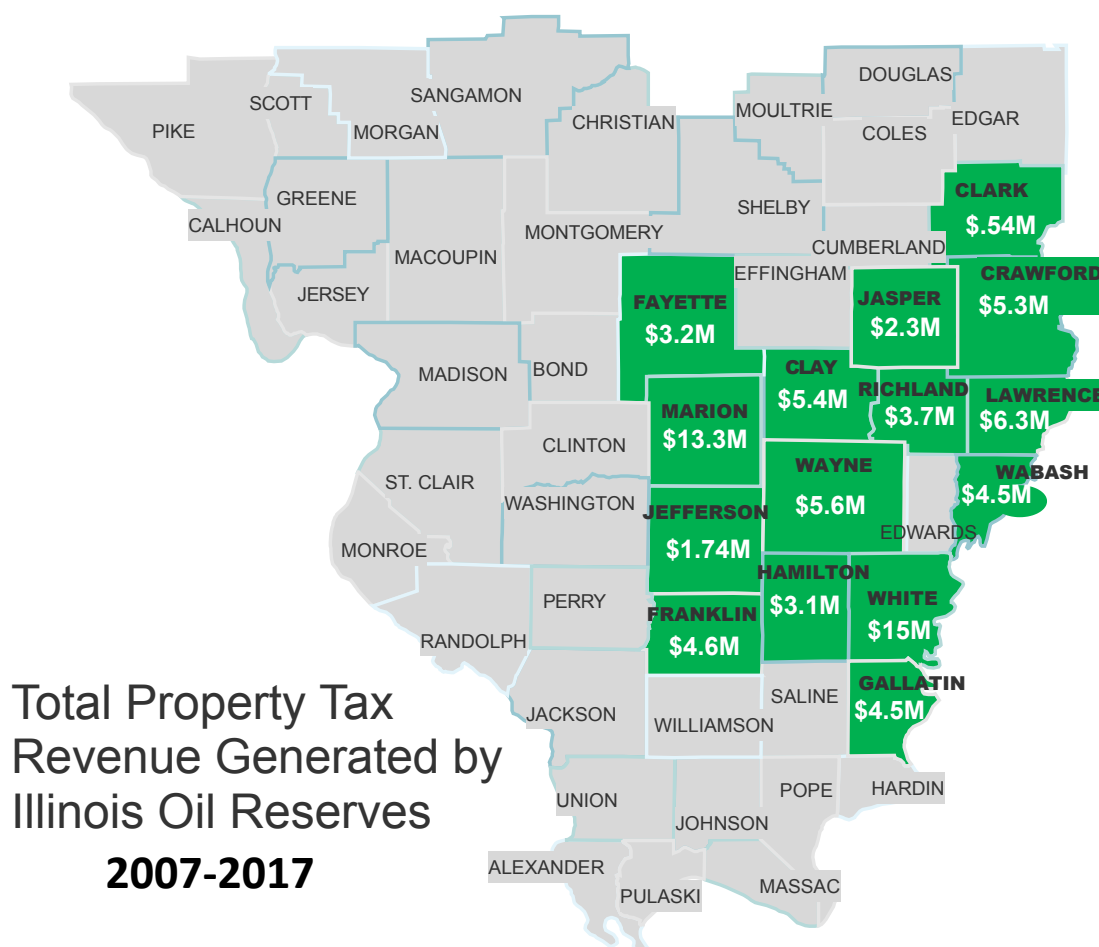 DOUGLAS
SANGAMON
SCOTT
MOULTRIE
CHRISTIAN
EDGAR
PIKE
MORGAN
COLES
CLARK
GREENE
SHELBY
$.54M
CALHOUN
MONTGOMERY
CUMBERLAND
MACOUPIN
EFFINGHAM
CRAWFORD
JERSEY
FAYETTE
JASPER
$5.3M
$3.2M
$2.3M
BOND
CLAY
MADISON
RICHLAND
LAWRENCE
$5.4M
MARION
$3.7M
$6.3M
$13.3M
CLINTON
WAYNE
WABASH
ST. CLAIR
$4.5M
WASHINGTON
JEFFERSON
$5.6M
EDWARDS
$1.74M
MONROE
HAMILTON
PERRY
$3.1M
WHITE
FRANKLIN
$15M
RANDOLPH
$4.6M
GALLATIN
SALINE
$4.5M
JACKSON
WILLIAMSON
Total Property Tax
Revenue Generated by
Illinois Oil Reserves
2007-2017
UNION
POPE
HARDIN
JOHNSON
ALEXANDER
MASSAC
PULASKI